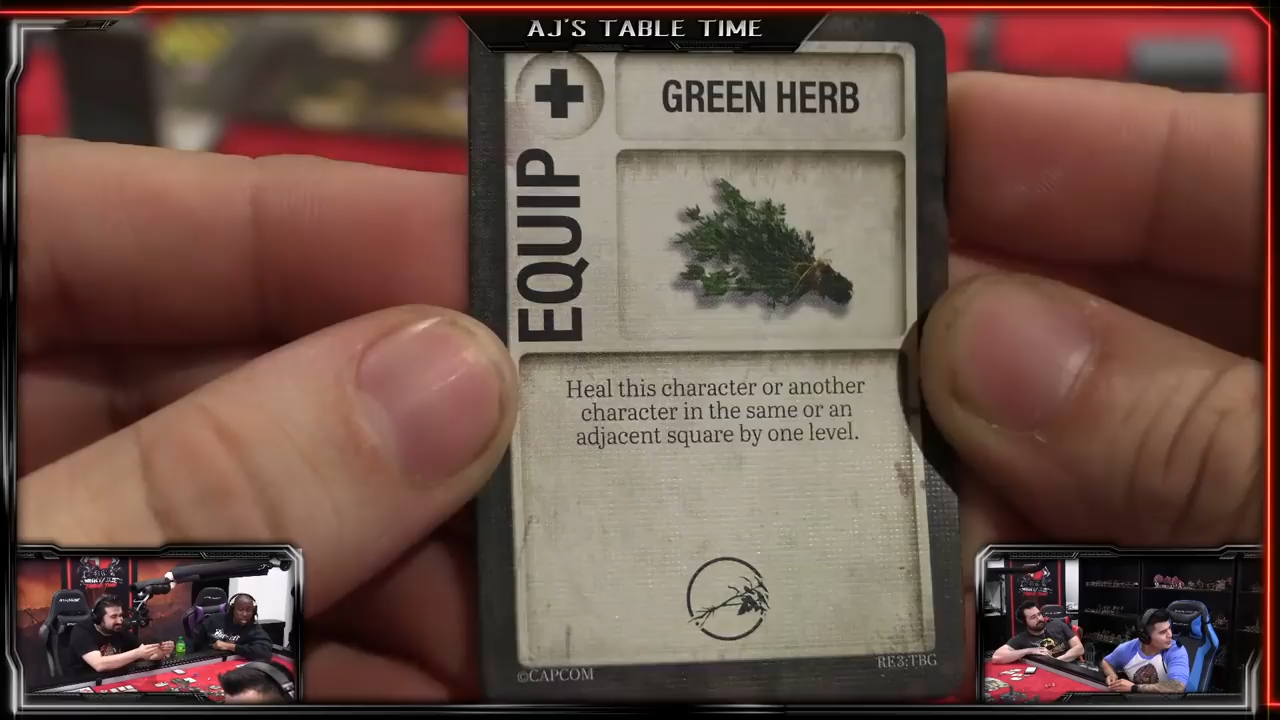 AJ'S TABLE TIME
GREEN HERB
EQUIP
Heal this character or another
character in the same or an
adjacent square by one level.
©CAPCOM
RE3:TBG